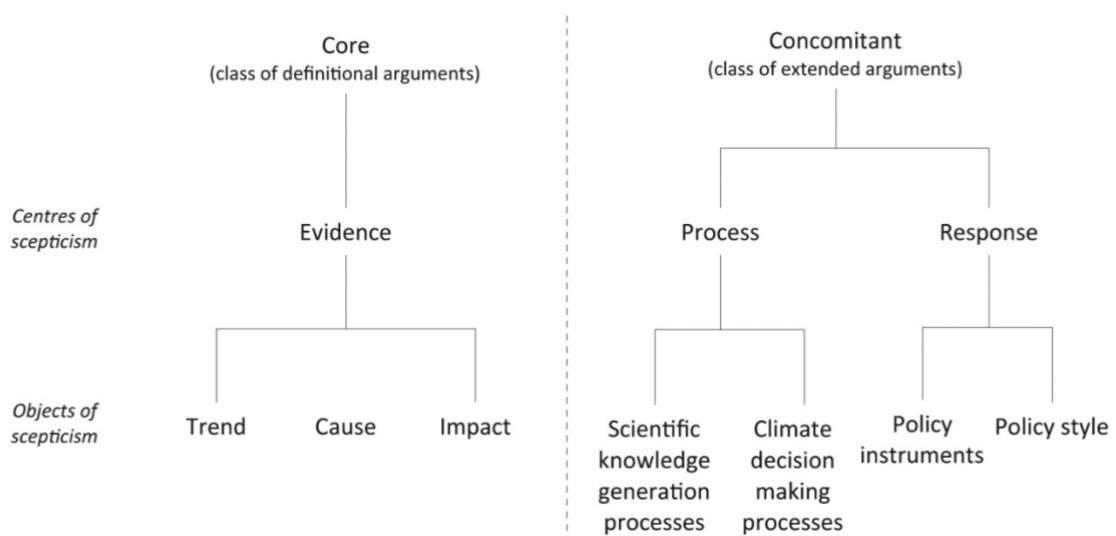 Core
(class of definitional arguments)
Concomitant
(class of extended arguments)
Centres of
scepticism
Evidence
Process
Response
Objects of
scepticism
Trend
Cause
Impact
Scientific
knowledge
generation
processes
Climate
decision
making
processes
Policy
instruments
Policy style